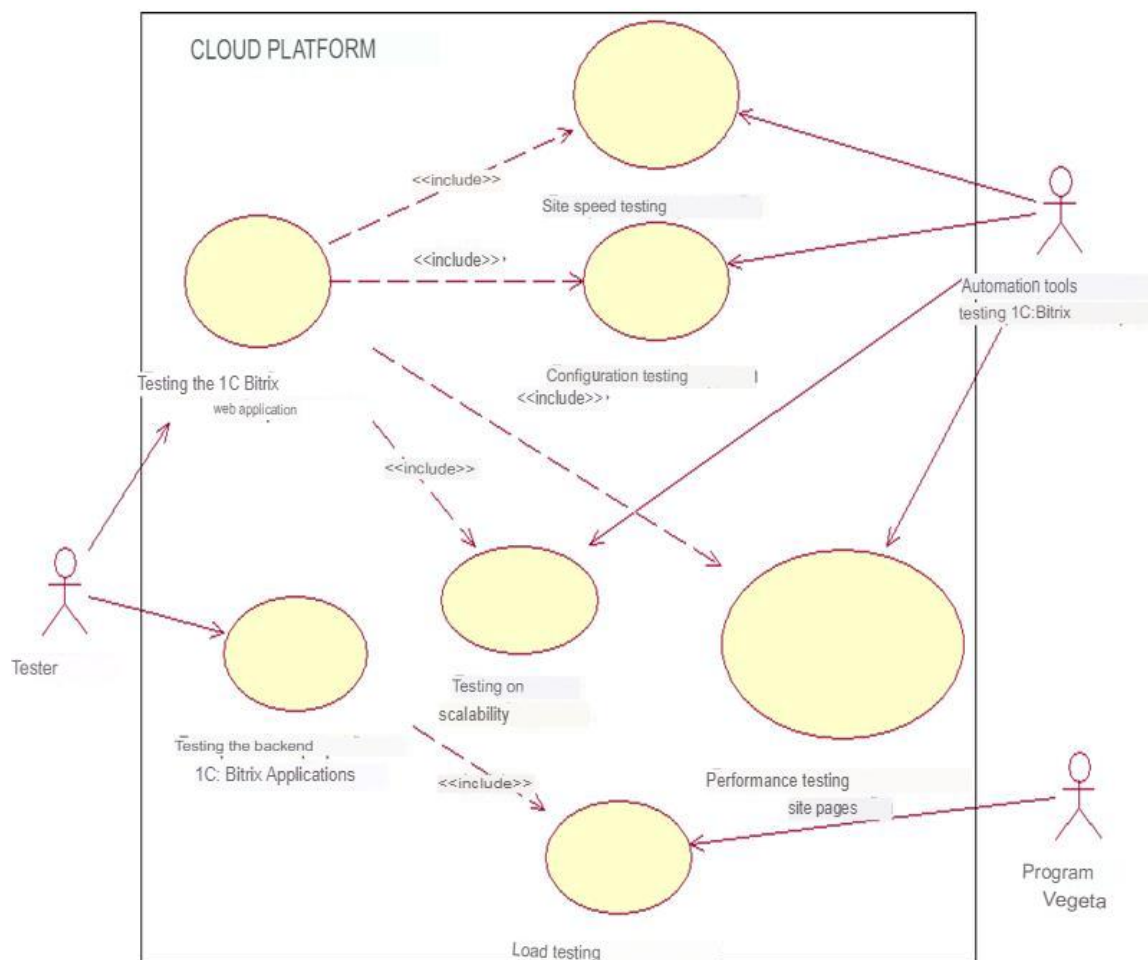 CLOUD PLATFORM
<<include>>
Site speed testing
<<include>>
Automation tools
testing 1C:Bitrix
Testing the 1C Bitrix
web application
Configuration testing
<<include>>
<<include>>
Tester
Testing on
scalability
Testing the backend
1C: Bitrix Applications
<<include>>
Performance testing
site pages
Program
Vegeta
Load testing